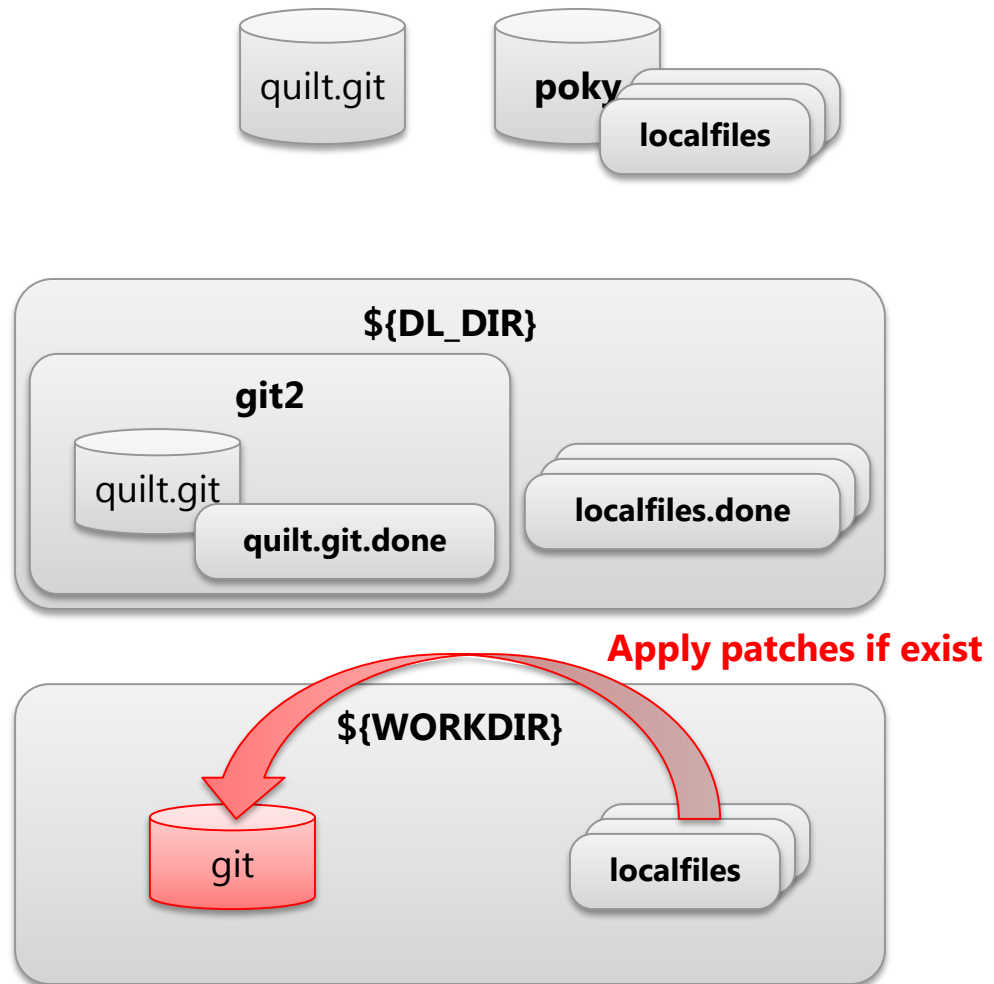 quilt.git
poky
localfiles
${DL_DIR}
git2
quilt.git
quilt.git.done
localfiles.done
Apply patches if exist
${WORKDIR}
git
localfiles